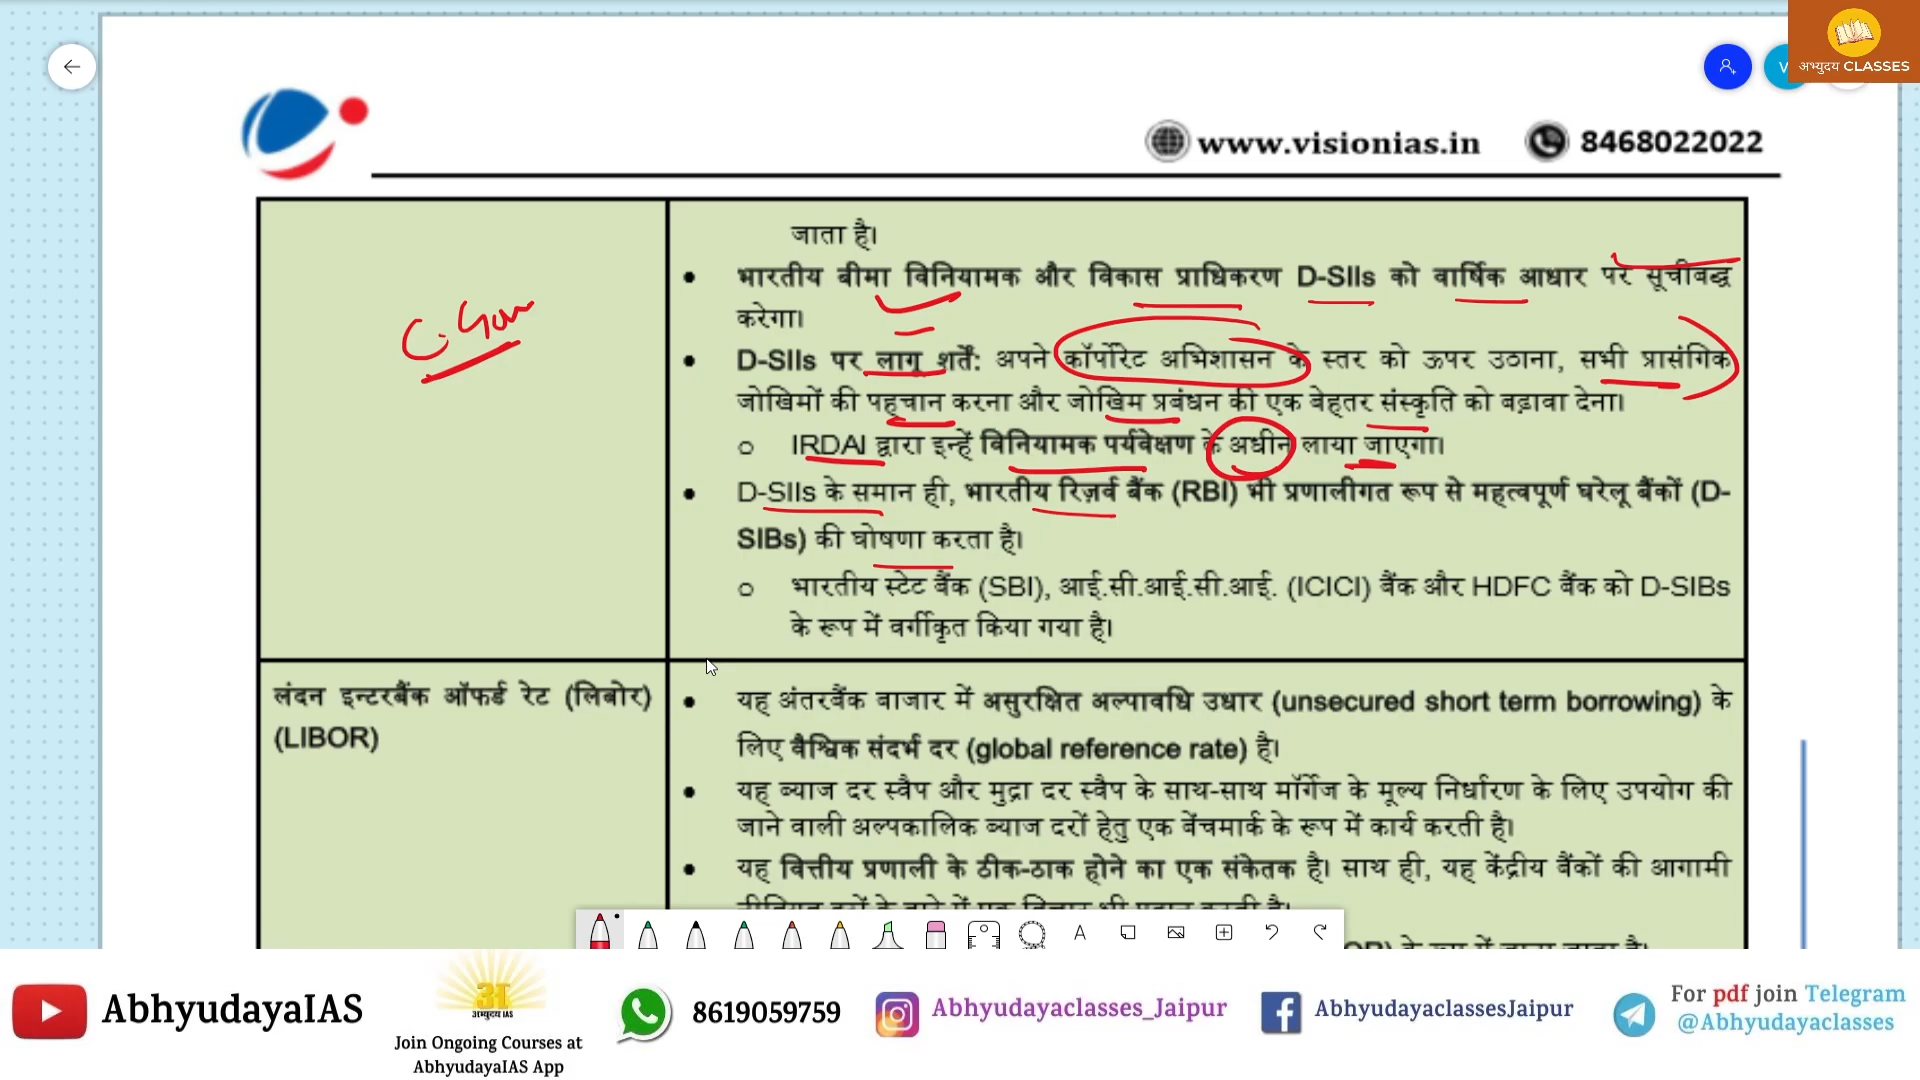 अभ्युदय CLASSES
www.visionias.in 8468022022
जाता है।
• भारतीय बीमा विनियामक और विकास प्राधिकरण D-SIIs को वार्षिक आधार पर सूचीबद्ध
करेगा।
• D-SIIs पर लागू शर्तें: अपने कॉर्पोरेट अभिशासन के स्तर को ऊपर उठाना, सभी प्रासंगिक
जोखिमों की पहचान करना और जोखिम प्रबंधन की एक बेहतर संस्कृति को बढ़ावा देना।
o IRDAI द्वारा इन्हें विनियामक पर्यवेक्षण के अधीन लाया जाएगा।
• D-SIIs के समान ही, भारतीय रिज़र्व बैंक (RBI) भी प्रणालीगत रूप से महत्वपूर्ण घरेलू बैंकों (D-
SIBs) की घोषणा करता है।
o भारतीय स्टेट बैंक (SBI), आई.सी.आई.सी.आई. (ICICI) बैंक और HDFC बैंक को D-SIBs
के रूप में वर्गीकृत किया गया है।
लंदन इन्टरबैंक ऑफर्ड रेट (लिबोर)
(LIBOR)
• यह अंतरबैंक बाजार में असुरक्षित अल्पावधि उधार (unsecured short term borrowing) के
लिए वैश्विक संदर्भ दर (global reference rate) है।
• यह ब्याज दर स्वैप और मुद्रा दर स्वैप के साथ-साथ मॉर्गेज के मूल्य निर्धारण के लिए उपयोग की
जाने वाली अल्पकालिक ब्याज दरों हेतु एक बेंचमार्क के रूप में कार्य करती है।
• यह वित्तीय प्रणाली के ठीक-ठाक होने का एक संकेतक है। साथ ही, यह केंद्रीय बैंकों की आगामी
AbhyudayaIAS
अभ्युदय IAS
Join Ongoing Courses at
AbhyudayaIAS App
8619059759
Abhyudayaclasses_Jaipur
AbhyudayaclassesJaipur
For pdf join Telegram
@Abhyudayaclasses